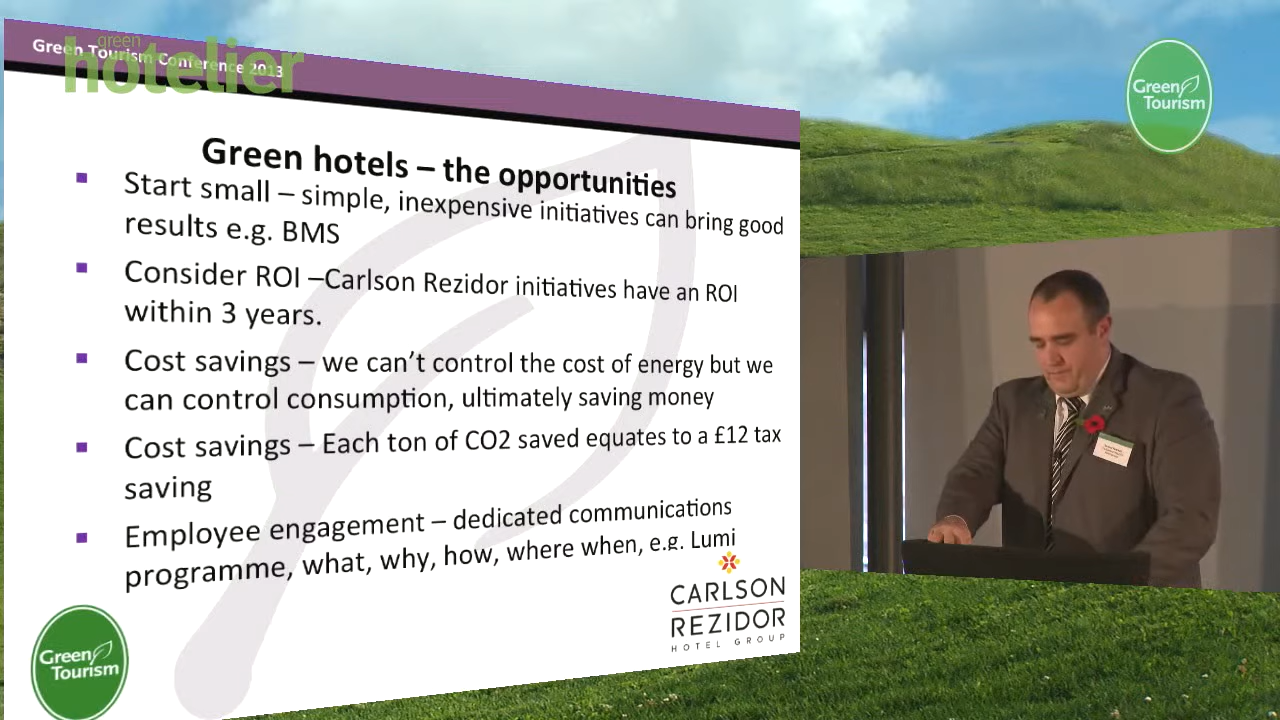 Green Tourism Conference 2013
green
hotelier
Green
Tourism
Green hotels – the opportunities
▪ Start small – simple, inexpensive initiatives can bring good
results e.g. BMS
▪ Consider ROI –Carlson Rezidor initiatives have an ROI
within 3 years.
▪ Cost savings – we can't control the cost of energy but we
can control consumption, ultimately saving money
▪ Cost savings – Each ton of CO2 saved equates to a £12 tax
saving
▪ Employee engagement – dedicated communications
programme, what, why, how, where when, e.g. Lumi
CARLSON
REZIDOR
HOTEL GROUP
Green
Tourism